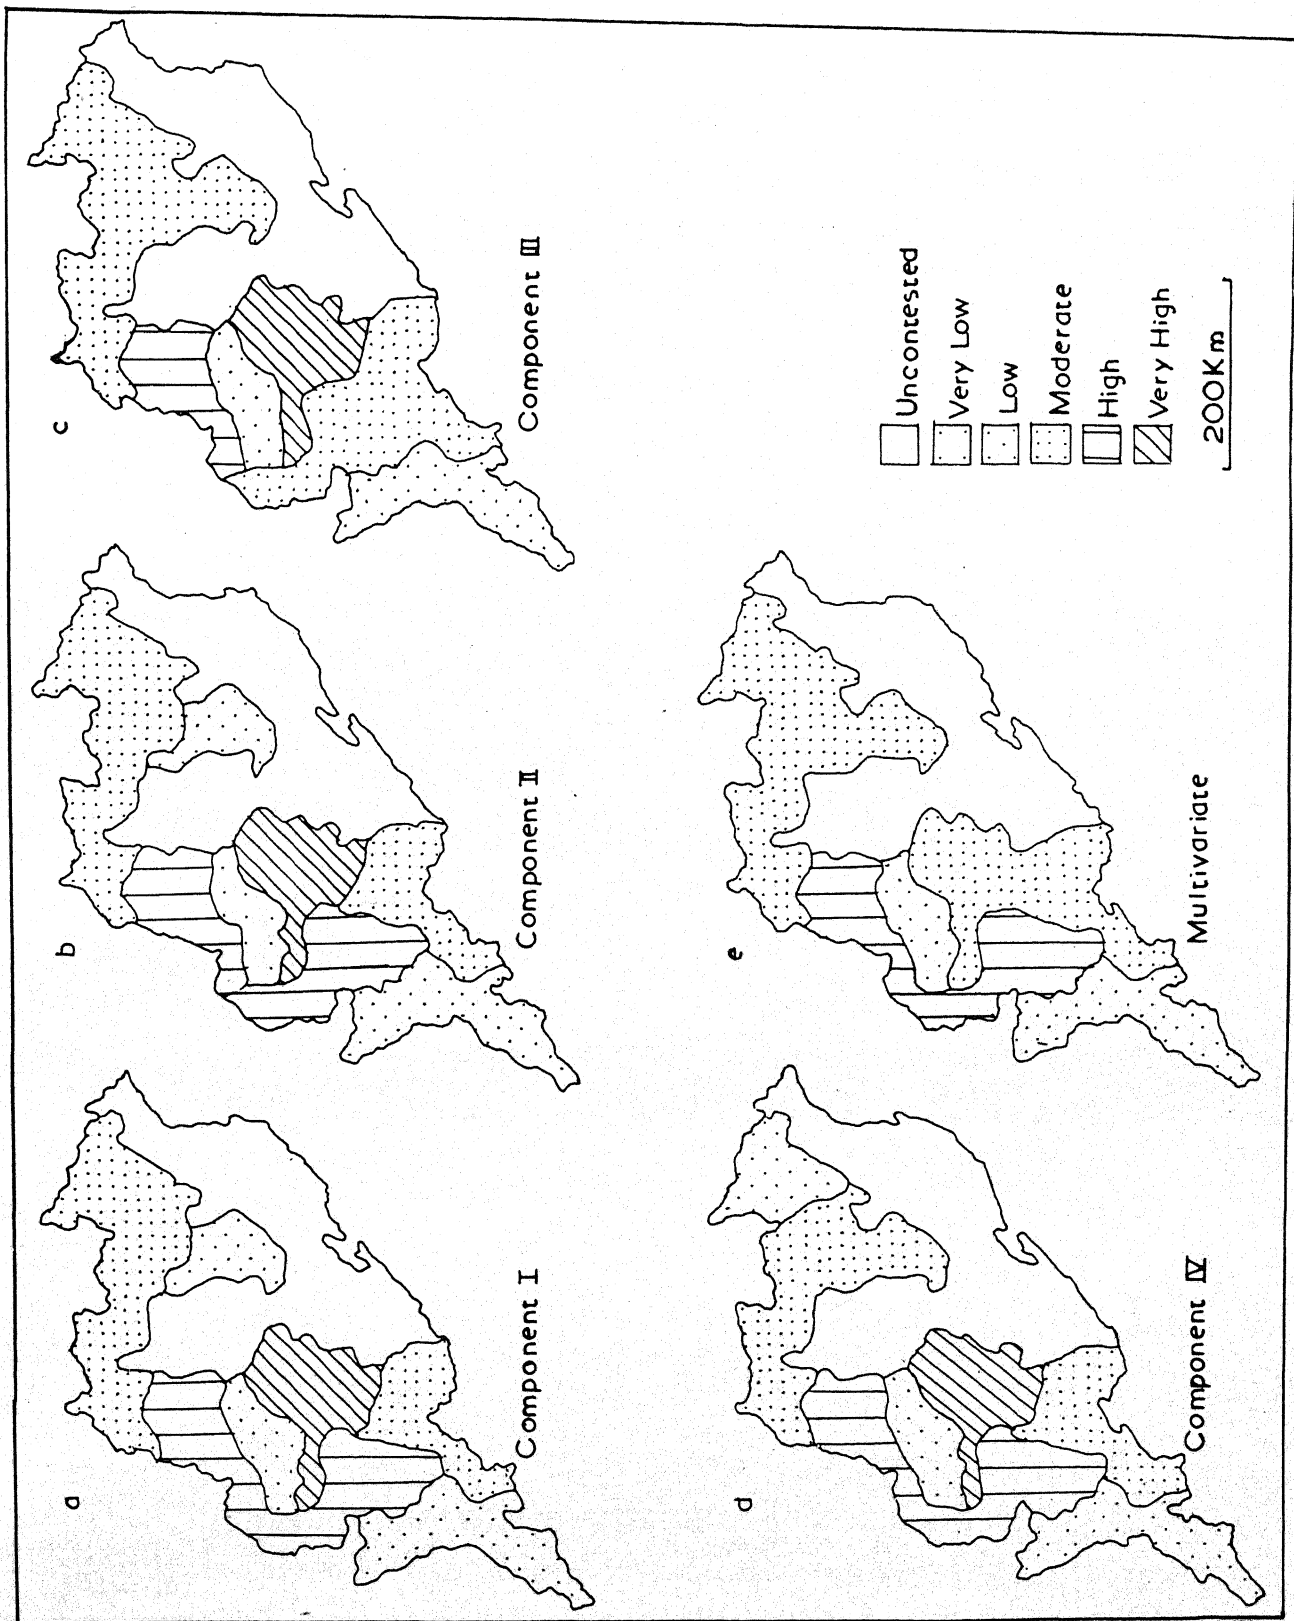 a
Component I
b
Component II
c
Component III
d
Component IV
e
Multivariate
Uncontested
Very Low
Low
Moderate
High
Very High
200Km